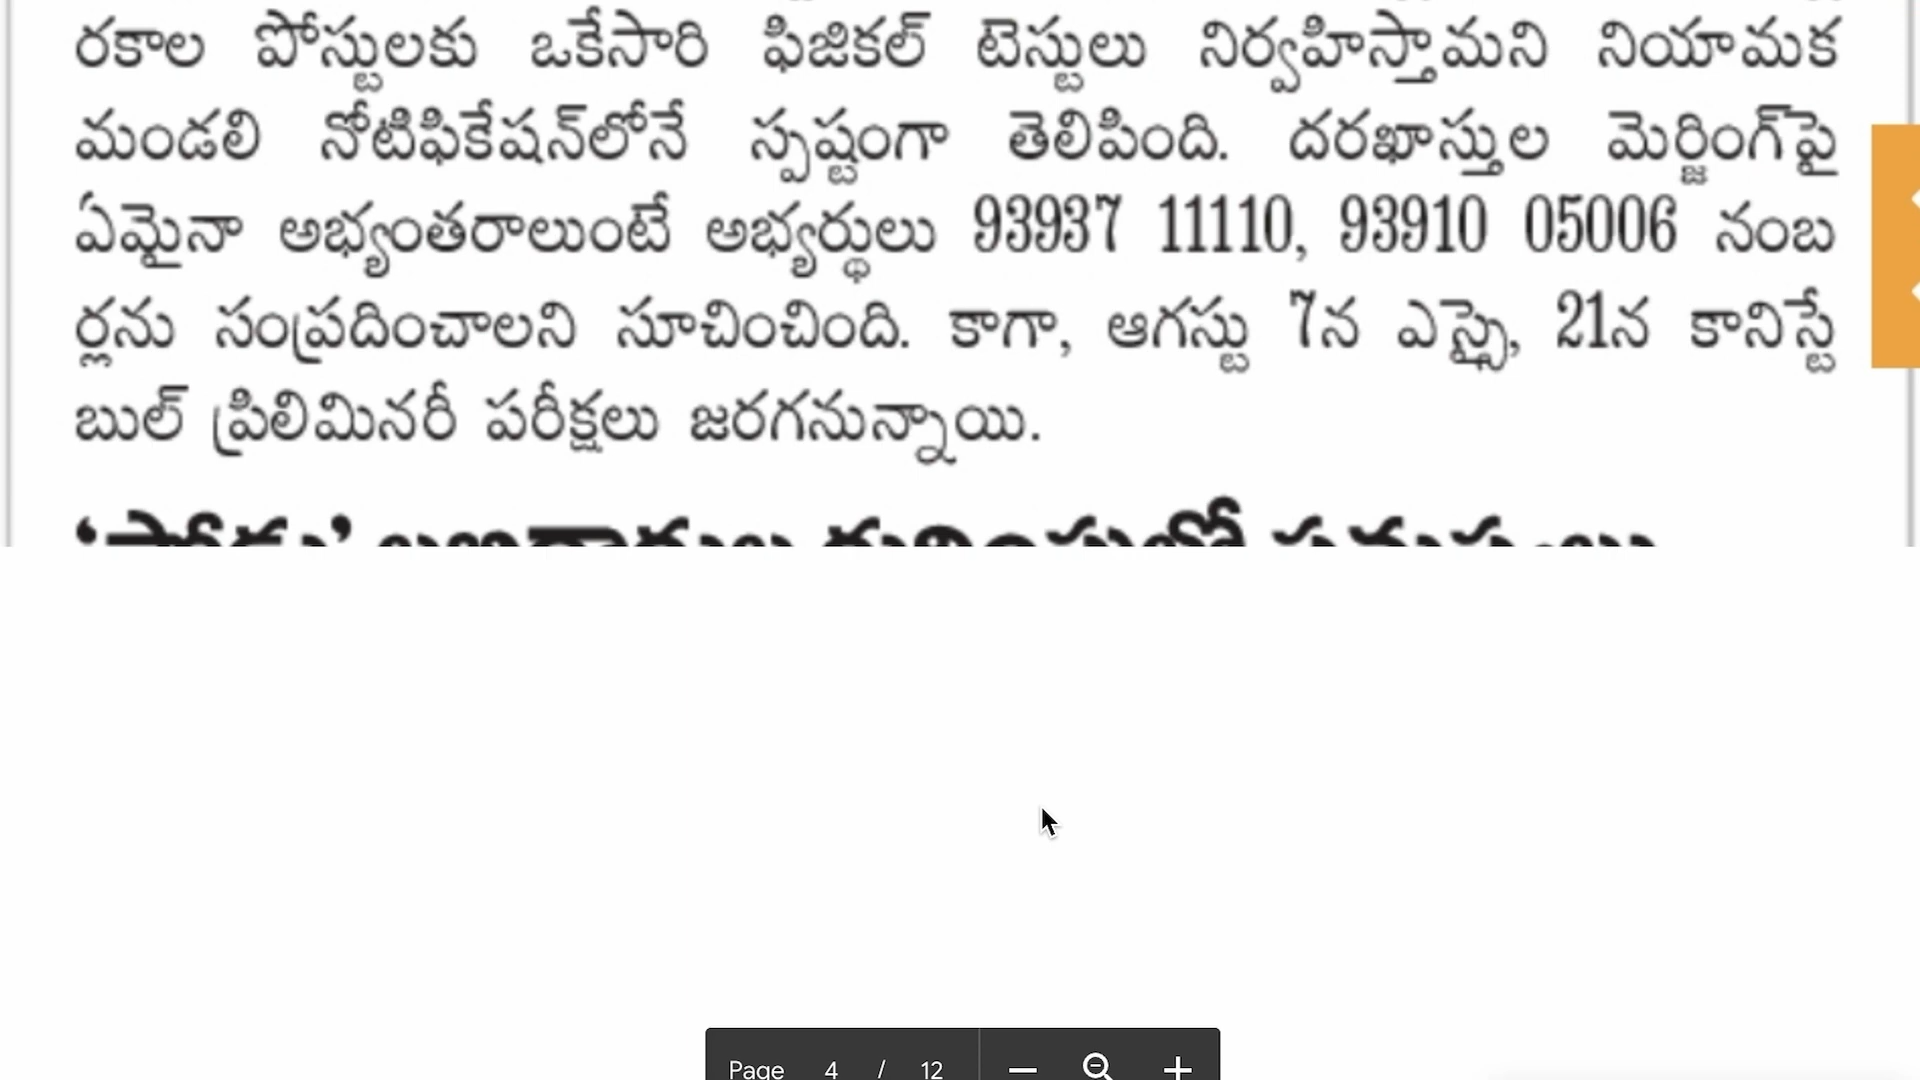 రకాల పోస్టులకు ఒకేసారి ఫిజికల్ టెస్టులు నిర్వహిస్తామని నియామక
మండలి నోటిఫికేషన్‌లోనే స్పష్టంగా తెలిపింది. దరఖాస్తుల మెర్జింగ్‌పై
ఏమైనా అభ్యంతరాలుంటే అభ్యర్థులు 93937 11110, 93910 05006 నంబ
ర్లను సంప్రదించాలని సూచించింది. కాగా, ఆగస్టు 7న ఎస్సై, 21న కానిస్టే
బుల్ ప్రిలిమినరీ పరీక్షలు జరగనున్నాయి.
Page 4 / 12